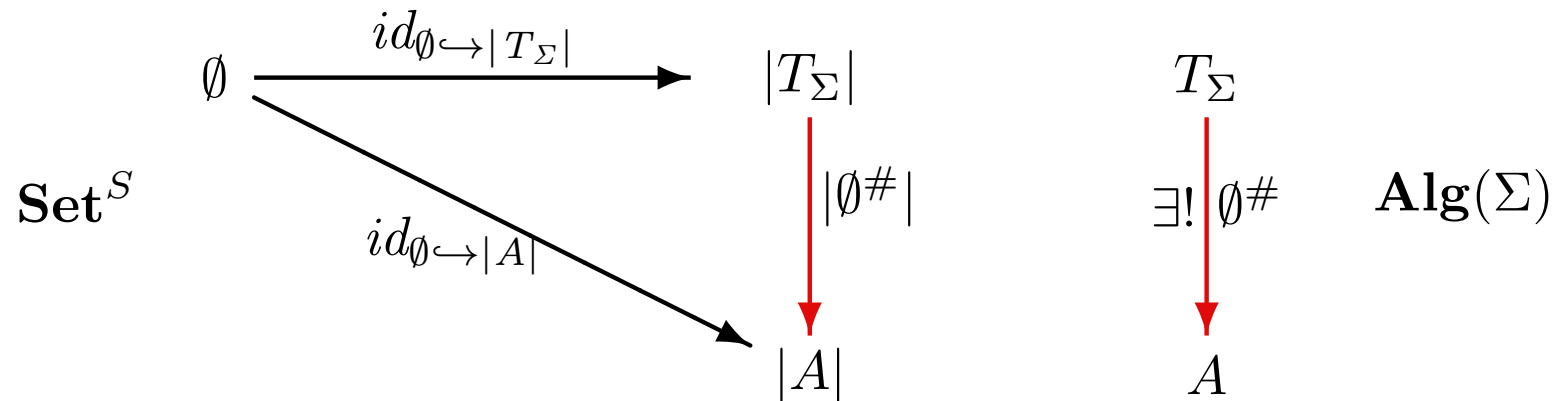 id_{∅↪|T_Σ|}
∅ |T_Σ| T_Σ
Set^S |∅^#| ∃! ∅^# Alg(Σ)
id_{∅↪|A|}
|A| A